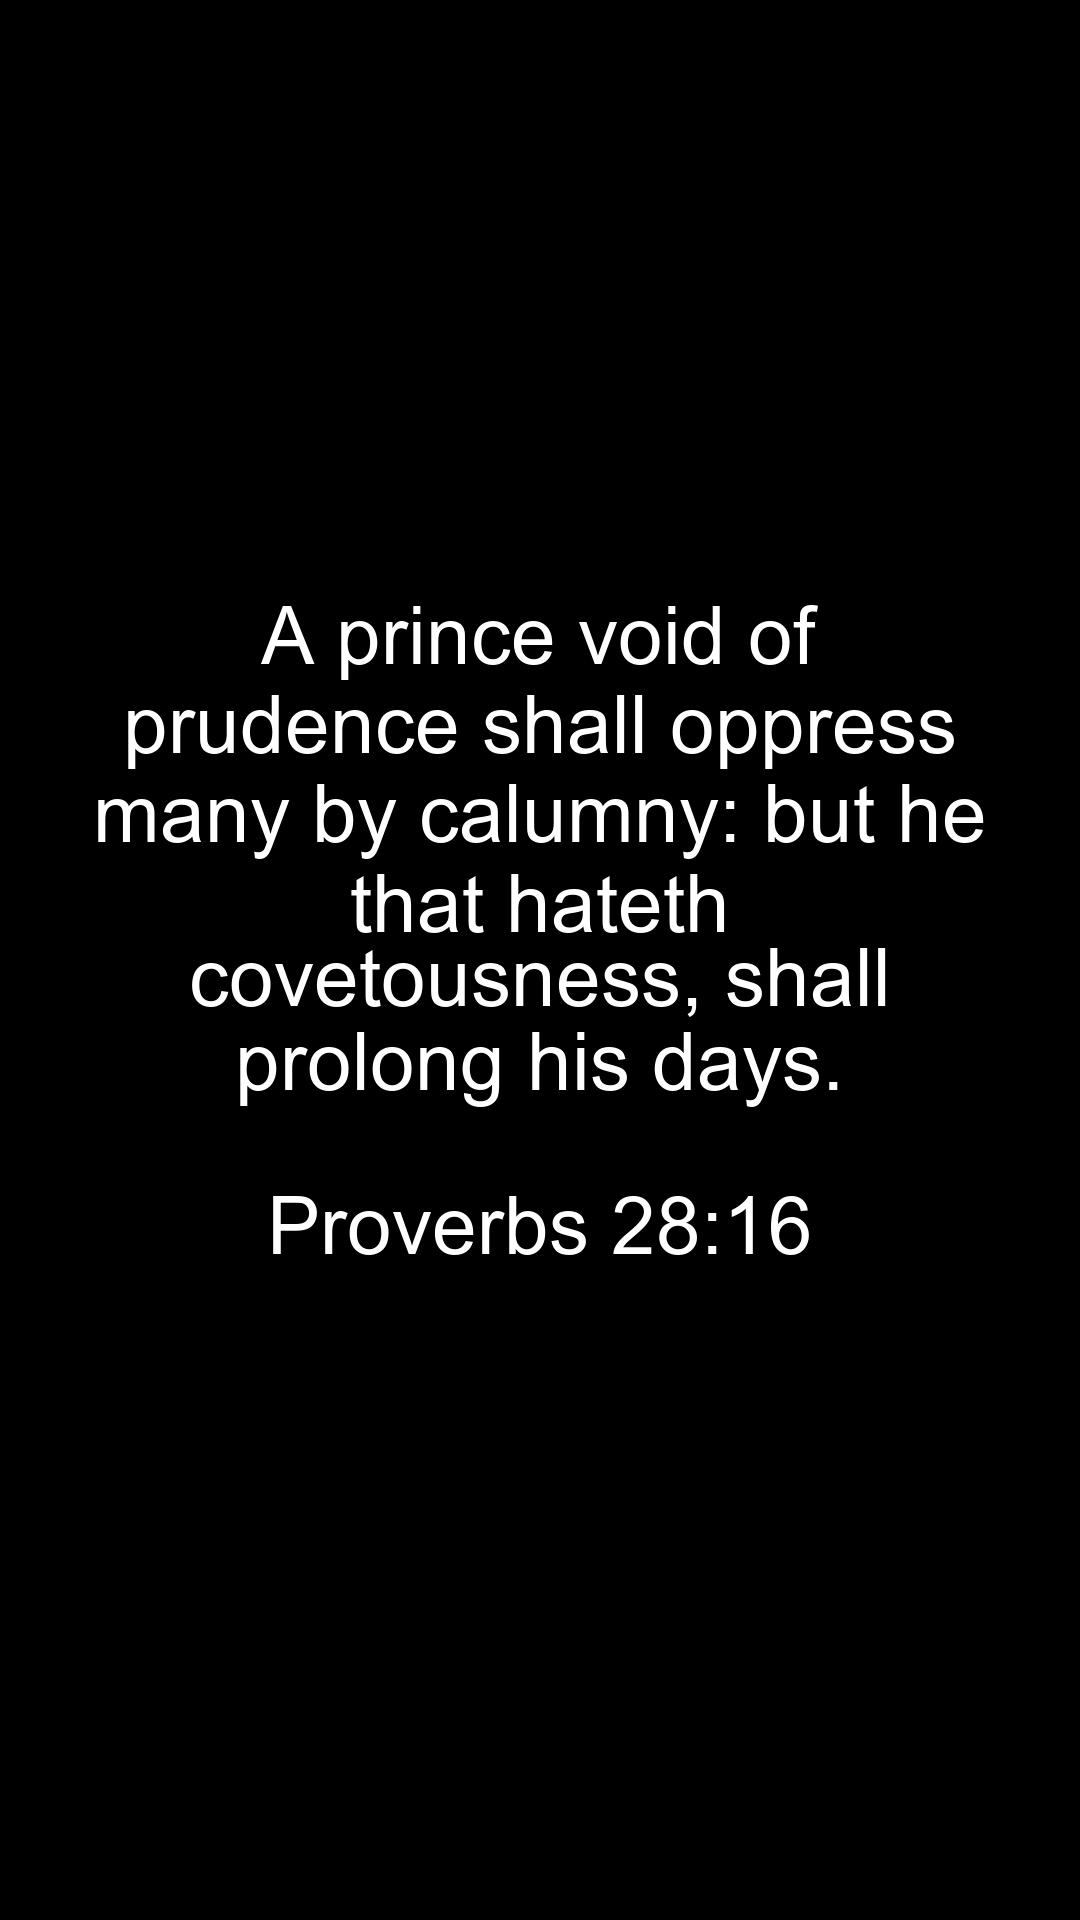 A prince void of
prudence shall oppress
many by calumny: but he
that hateth
covetousness, shall
prolong his days.
Proverbs 28:16